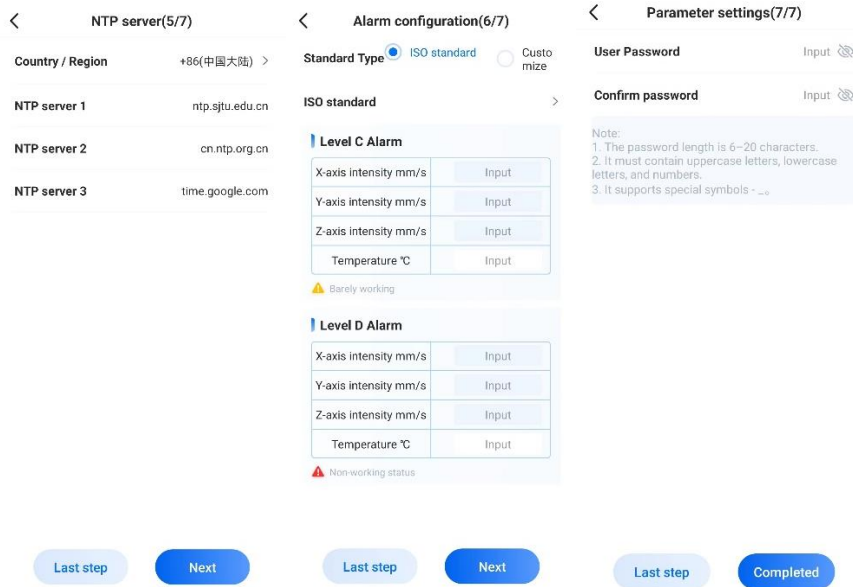 NTP server(5/7)
Country / Region
+86(中国大陆)
NTP server 1
ntp.sjtu.edu.cn
NTP server 2
cn.ntp.org.cn
NTP server 3
time.google.com
Last step
Next
Alarm configuration(6/7)
Standard Type
ISO standard
Custo
mize
ISO standard
Level C Alarm
X-axis intensity mm/s
Input
Y-axis intensity mm/s
Input
Z-axis intensity mm/s
Input
Temperature ℃
Input
Barely working
Level D Alarm
X-axis intensity mm/s
Input
Y-axis intensity mm/s
Input
Z-axis intensity mm/s
Input
Temperature ℃
Input
Non-working status
Last step
Next
Parameter settings(7/7)
User Password
Input
Confirm password
Input
Note:
1. The password length is 6–20 characters.
2. It must contain uppercase letters, lowercase
letters, and numbers.
3. It supports special symbols - _。
Last step
Completed